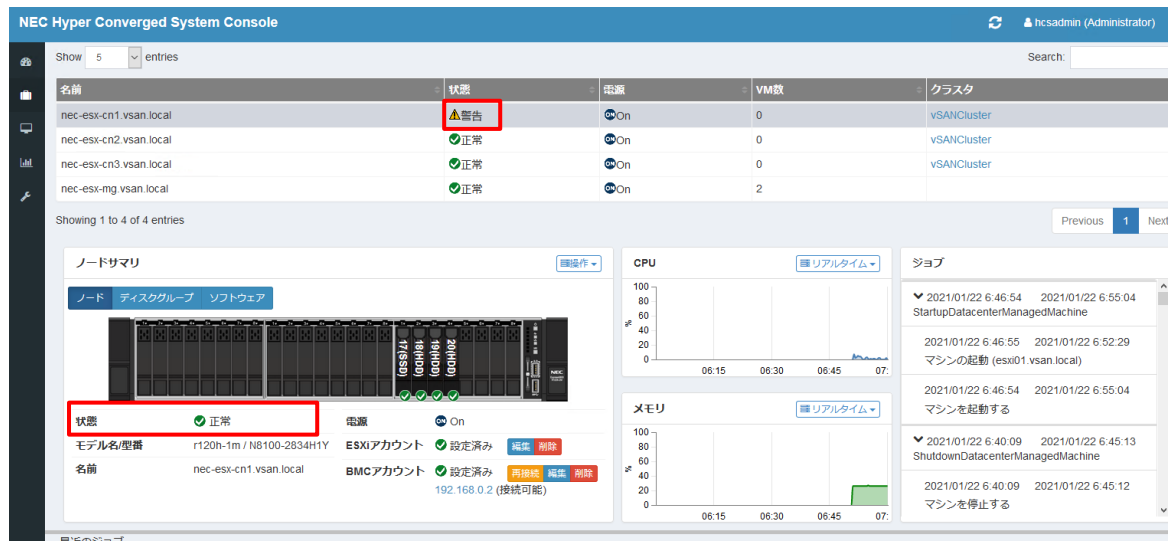 NEC Hyper Converged System Console
hcsadmin (Administrator)
Show 5 entries
Search:
名前 状態 電源 VM数 クラスタ
nec-esx-cn1.vsan.local 警告 On 0 vSANCluster
nec-esx-cn2.vsan.local 正常 On 0 vSANCluster
nec-esx-cn3.vsan.local 正常 On 0 vSANCluster
nec-esx-mg.vsan.local 正常 On 2
Showing 1 to 4 of 4 entries
Previous 1 Next
ノードサマリ 操作
ノード ディスクグループ ソフトウェア
17(SSD)
18(HDD)
19(HDD)
20(HDD)
NEC
状態 正常 電源 On
モデル名/型番 r120h-1m / N8100-2834H1Y ESXiアカウント 設定済み 編集 削除
名前 nec-esx-cn1.vsan.local BMCアカウント 設定済み 再接続 編集 削除
192.168.0.2 (接続可能)
CPU リアルタイム
100
80
60
%
40
20
0
06:15 06:30 06:45 07:
メモリ リアルタイム
100
80
60
%
40
20
0
06:15 06:30 06:45 07:
ジョブ
2021/01/22 6:46:54 2021/01/22 6:55:04
StartupDatacenterManagedMachine
2021/01/22 6:46:55 2021/01/22 6:52:29
マシンの起動 (esxi01.vsan.local)
2021/01/22 6:46:54 2021/01/22 6:55:04
マシンを起動する
2021/01/22 6:40:09 2021/01/22 6:45:13
ShutdownDatacenterManagedMachine
2021/01/22 6:40:09 2021/01/22 6:45:12
マシンを停止する
最近のジョブ